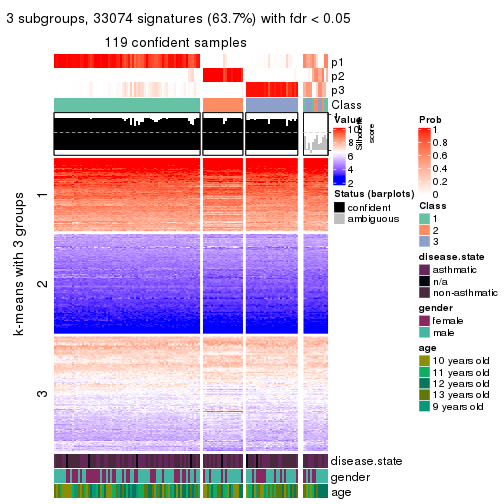 3 subgroups, 33074 signatures (63.7%) with fdr < 0.05
119 confident samples
p1
p2
p3
Class
1
2
3
k-means with 3 groups
disease.state
gender
age
Value
10
8
6
4
2
Silhouette
score
1
Status (barplots)
confident
ambiguous
Prob
1
0.8
0.6
0.4
0.2
0
Class
1
2
3
disease.state
asthmatic
n/a
non-asthmatic
gender
female
male
age
10 years old
11 years old
12 years old
13 years old
9 years old